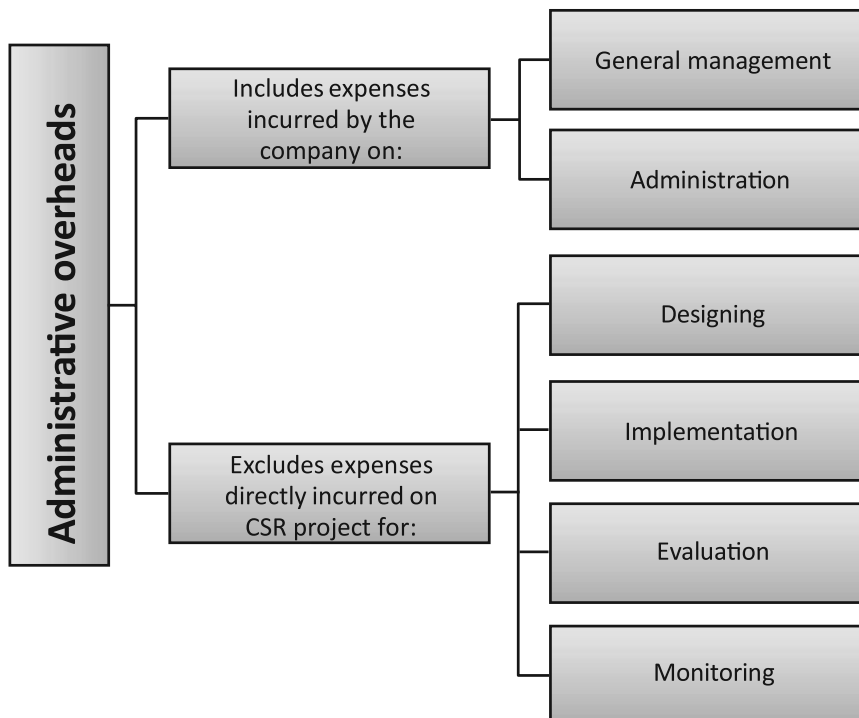 Administrative overheads
Includes expenses
incurred by the
company on:
General management
Administration
Excludes expenses
directly incurred on
CSR project for:
Designing
Implementation
Evaluation
Monitoring